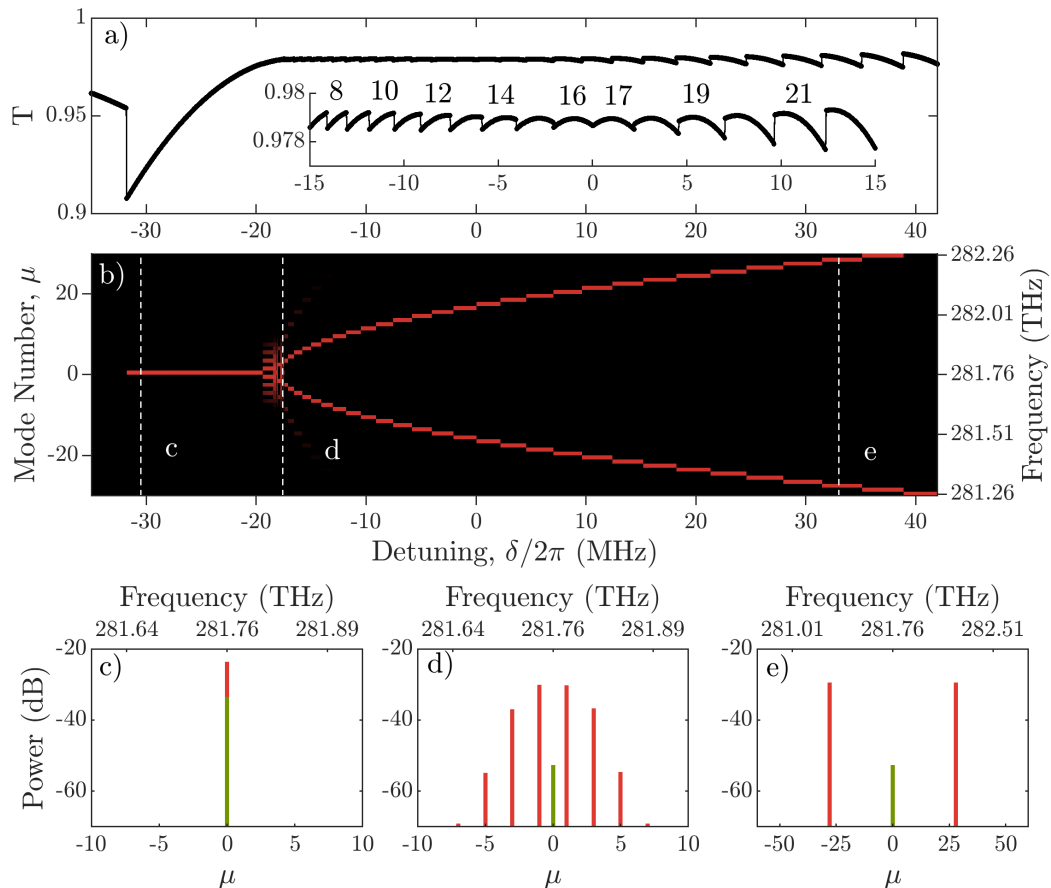 a)
T
1
0.95
0.9
8 10 12 14 16 17 19 21
0.98
0.978
-15 -10 -5 0 5 10 15
-30 -20 -10 0 10 20 30 40
b)
Mode Number, μ
20
0
-20
c d e
282.26
282.01
281.76
281.51
281.26
Frequency (THz)
-30 -20 -10 0 10 20 30 40
Detuning, δ/2π (MHz)
Frequency (THz) Frequency (THz) Frequency (THz)
281.64 281.76 281.89 281.64 281.76 281.89 281.01 281.76 282.51
c) d) e)
Power (dB)
-20 -20 -20
-40 -40 -40
-60 -60 -60
-10 -5 0 5 10 -10 -5 0 5 10 -50 -25 0 25 50
μ μ μ